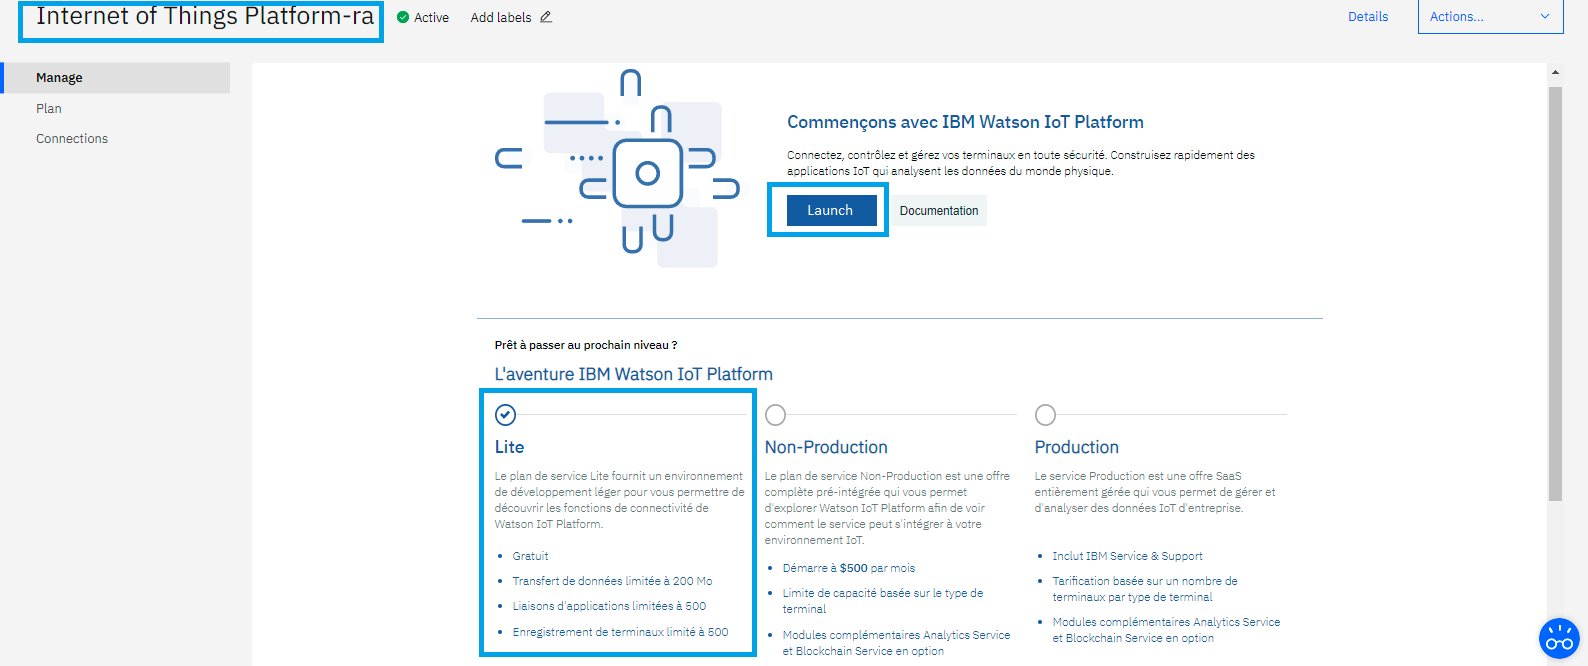 Internet of Things Platform-ra
Active
Add labels
Details
Actions...
Manage
Plan
Connections
Commençons avec IBM Watson IoT Platform
Connectez, contrôlez et gérez vos terminaux en toute sécurité. Construisez rapidement des
applications IoT qui analysent les données du monde physique.
Launch
Documentation
Prêt à passer au prochain niveau ?
L'aventure IBM Watson IoT Platform
Lite
Le plan de service Lite fournit un environnement
de développement léger pour vous permettre de
découvrir les fonctions de connectivité de
Watson IoT Platform.
Gratuit
Transfert de données limitée à 200 Mo
Liaisons d'applications limitées à 500
Enregistrement de terminaux limité à 500
Non-Production
Le plan de service Non-Production est une offre
complète pré-intégrée qui vous permet
d'explorer Watson IoT Platform afin de voir
comment le service peut s'intégrer à votre
environnement IoT.
Démarre à $500 par mois
Limite de capacité basée sur le type de
terminal
Modules complémentaires Analytics Service
et Blockchain Service en option
Production
Le service Production est une offre SaaS
entièrement gérée qui vous permet de gérer et
d'analyser des données IoT d'entreprise.
Inclut IBM Service & Support
Tarification basée sur un nombre de
terminaux par type de terminal
Modules complémentaires Analytics Service
et Blockchain Service en option